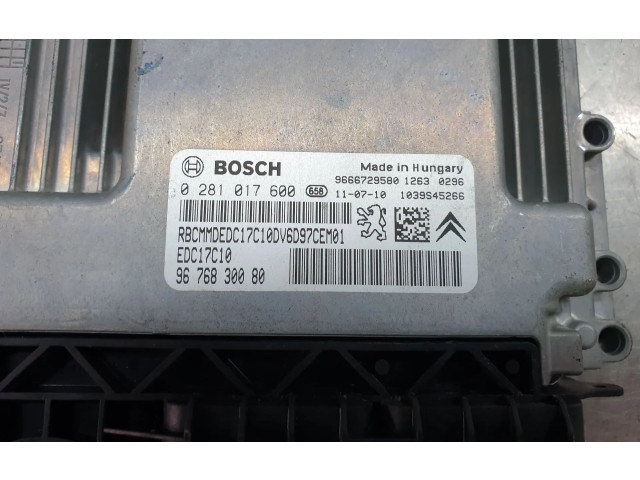 BOSCH
Made in Hungary
9666729580 1263 0296
0 281 017 600 656 11-07-10 1039S45266
RBCMMDEDC17C10DV6D97CEM01
EDC17C10
96 768 300 80